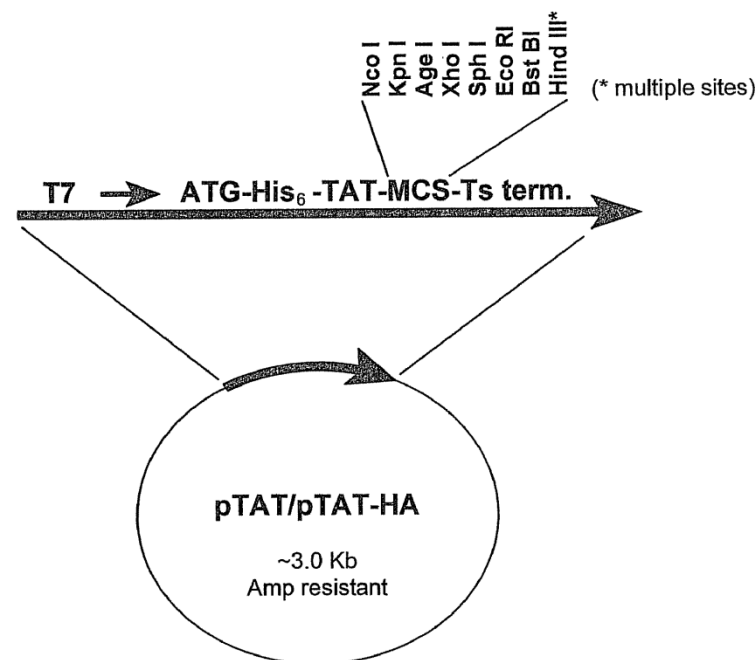 Nco I
Kpn I
Age I
Xho I
Sph I
Eco RI
Bst BI
Hind III*
(* multiple sites)
T7
ATG-His6 -TAT-MCS-Ts term.
pTAT/pTAT-HA
~3.0 Kb
Amp resistant